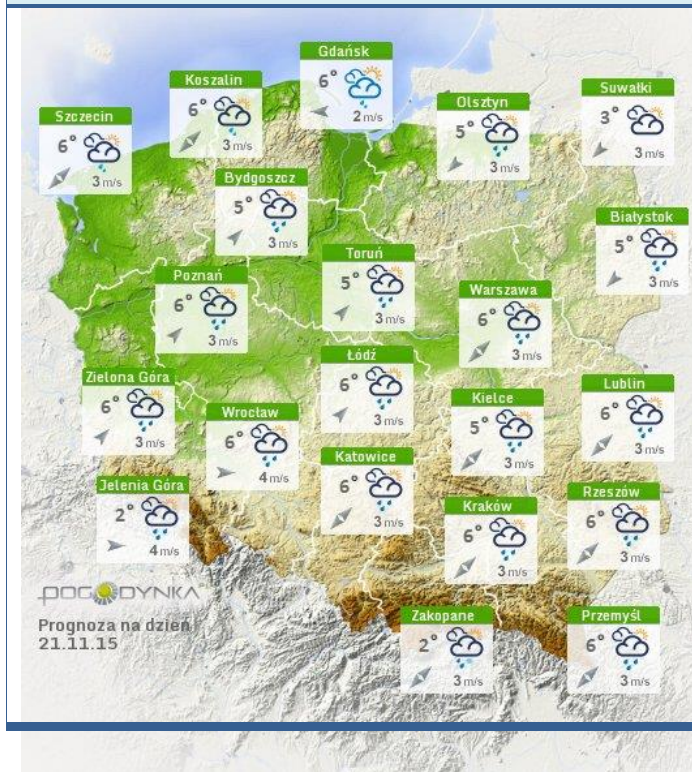 Gdańsk
6°
2 m/s
Koszalin
6°
3 m/s
Szczecin
6°
3 m/s
Olsztyn
5°
3 m/s
Suwałki
3°
3 m/s
Bydgoszcz
5°
3 m/s
Białystok
5°
3 m/s
Toruń
5°
3 m/s
Poznań
6°
3 m/s
Warszawa
6°
3 m/s
Łódź
6°
3 m/s
Zielona Góra
6°
3 m/s
Wrocław
6°
4 m/s
Kielce
5°
3 m/s
Lublin
6°
3 m/s
Katowice
6°
3 m/s
Jelenia Góra
2°
4 m/s
Kraków
6°
3 m/s
Rzeszów
6°
3 m/s
POGODYNKA
Prognoza na dzień
21.11.15
Zakopane
2°
3 m/s
Przemyśl
6°
3 m/s